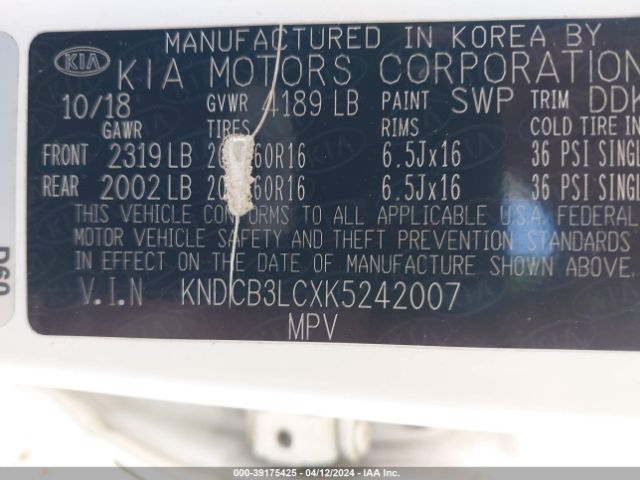 MANUFACTURED IN KOREA BY
KIA KIA MOTORS CORPORATION
10/18 GVWR 4189 LB PAINT SWP TRIM DDK
GAWR TIRES RIMS COLD TIRE IN
FRONT 2319 LB 60R16 6.5Jx16 36 PSI SINGL
REAR 2002 LB 60R16 6.5Jx16 36 PSI SINGL
THIS VEHICLE CONFORMS TO ALL APPLICABLE U.S.A. FEDERAL
MOTOR VEHICLE SAFETY AND THEFT PREVENTION STANDARDS
IN EFFECT ON THE DATE OF MANUFACTURE SHOWN ABOVE.
V.I.N KNDCB3LCXK5242007
MPV
D60
000-39175425 - 04/12/2024 - IAA Inc.